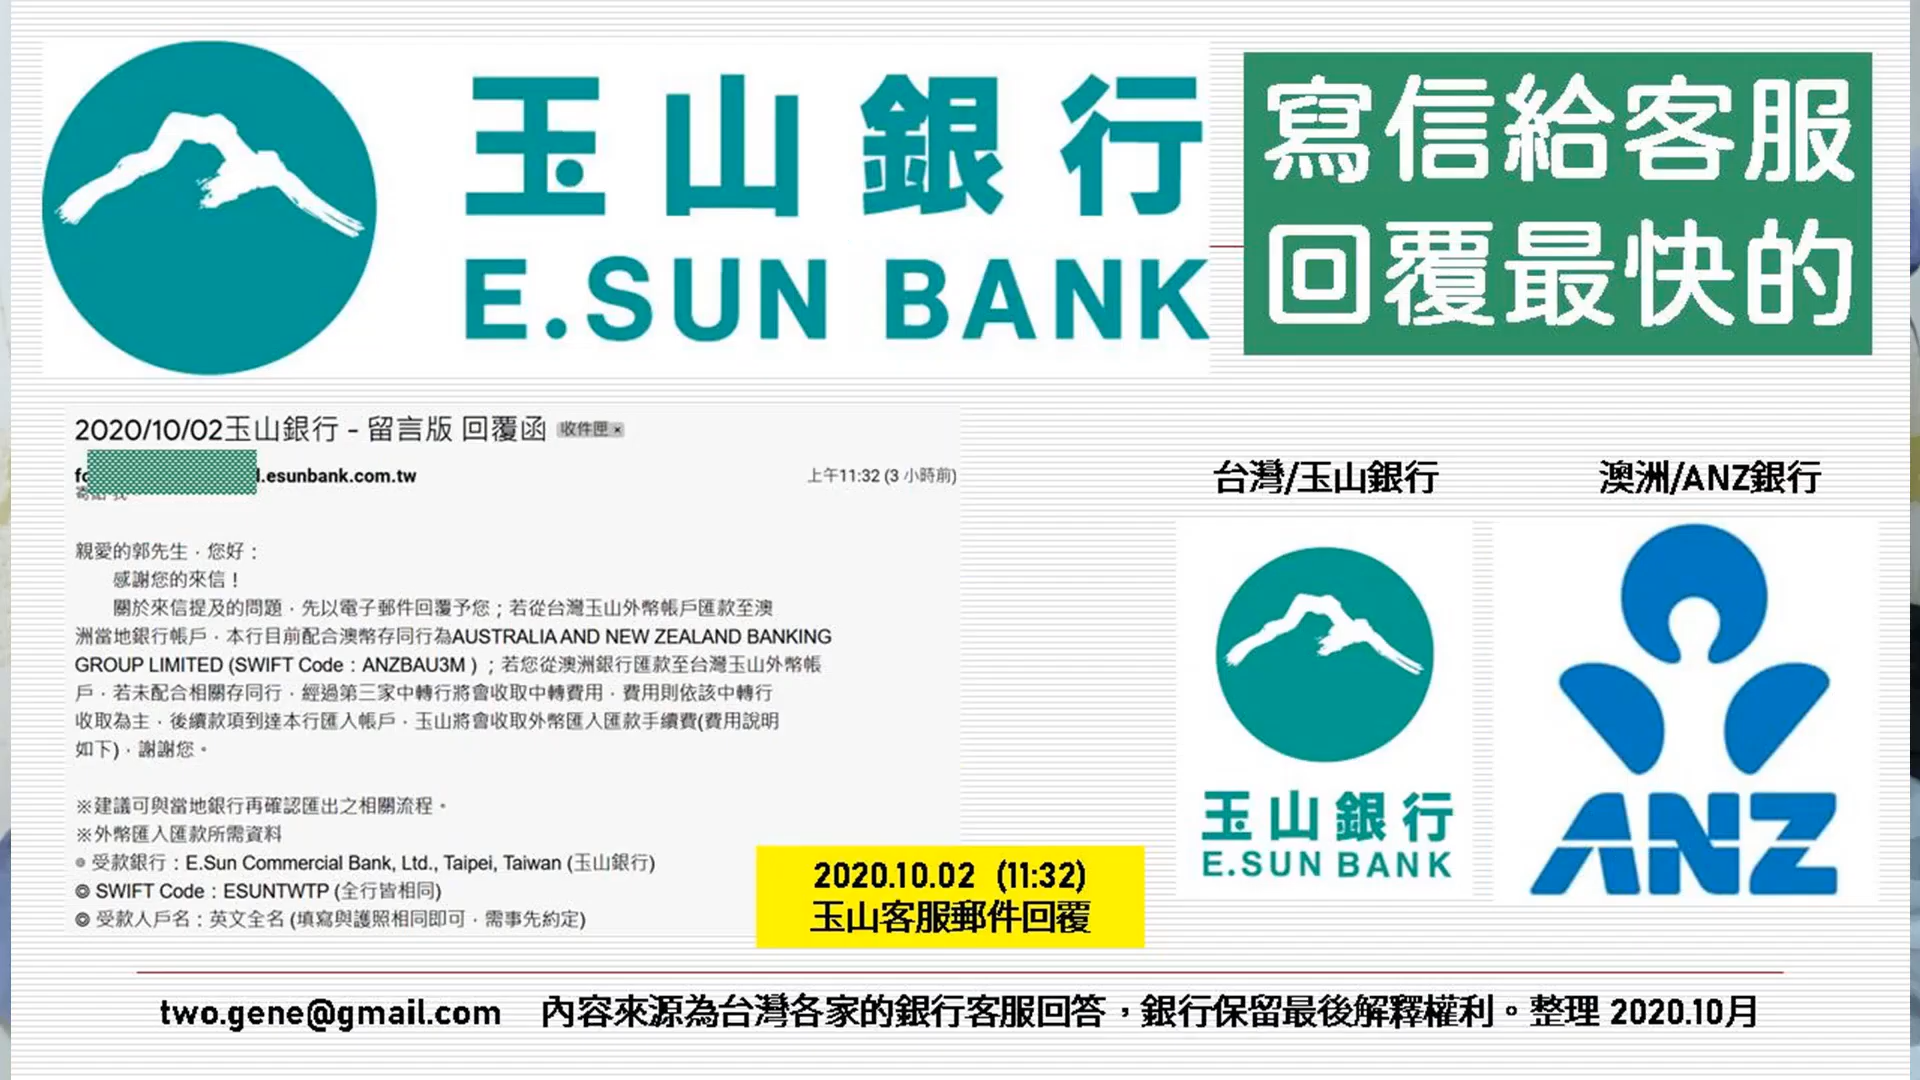 玉山銀行
E.SUN BANK
寫信給客服
回覆最快的
2020/10/02玉山銀行 - 留言版 回覆函 收件匣 ×
l.esunbank.com.tw
上午11:32 (3 小時前)
親愛的郭先生，您好：
感謝您的來信！
關於來信提及的問題，先以電子郵件回覆予您；若從台灣玉山外幣帳戶匯款至澳
洲當地銀行帳戶，本行目前配合澳幣存同行為AUSTRALIA AND NEW ZEALAND BANKING
GROUP LIMITED (SWIFT Code：ANZBAU3M )；若您從澳洲銀行匯款至台灣玉山外幣帳
戶，若未配合相關存同行，經過第三家中轉行將會收取中轉費用，費用則依該中轉行
收取為主，後續款項到達本行匯入帳戶，玉山將會收取外幣匯入匯款手續費(費用說明
如下)，謝謝您。
※建議可與當地銀行再確認匯出之相關流程。
※外幣匯入匯款所需資料
◎ 受款銀行：E.Sun Commercial Bank, Ltd., Taipei, Taiwan (玉山銀行)
◎ SWIFT Code：ESUNTWTP (全行皆相同)
◎ 受款人戶名：英文全名 (填寫與護照相同即可，需事先約定)
2020.10.02 (11:32)
玉山客服郵件回覆
台灣/玉山銀行
玉山銀行
E.SUN BANK
澳洲/ANZ銀行
ANZ
two.gene@gmail.com 內容來源為台灣各家的銀行客服回答，銀行保留最後解釋權利。整理 2020.10月